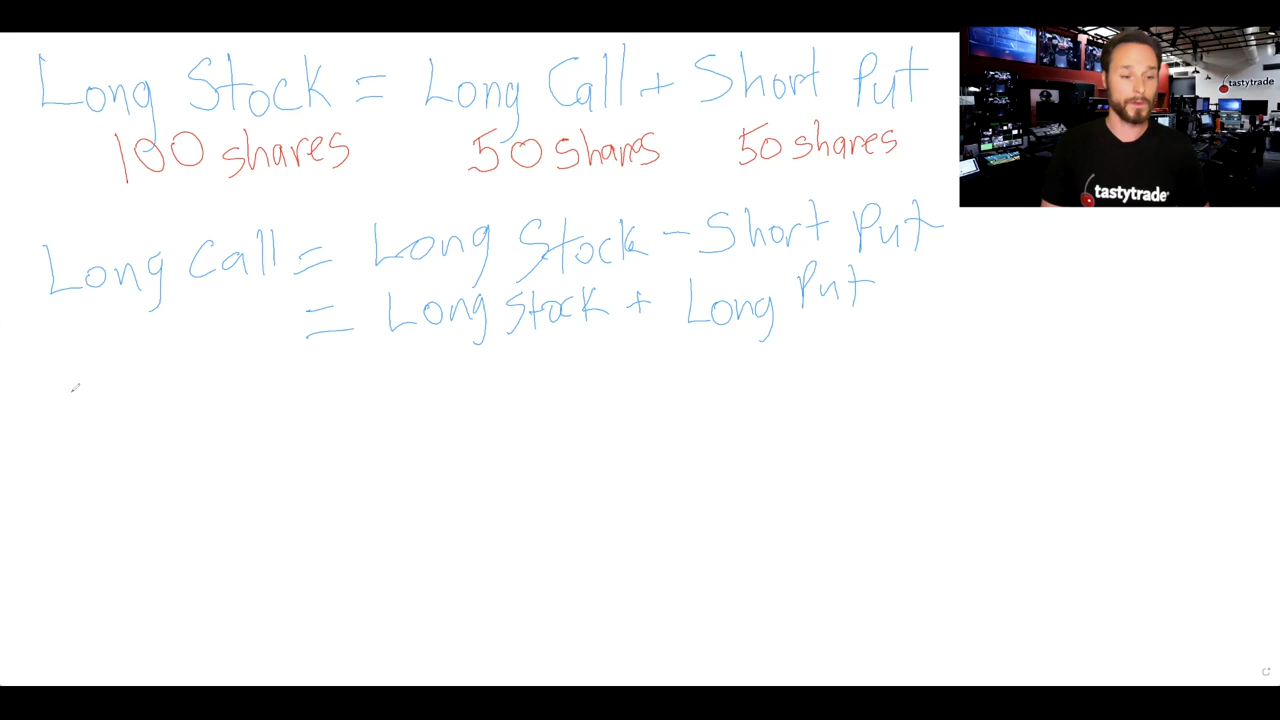 Long Stock = Long Call + Short Put
100 shares 50 shares 50 shares
Long Call = Long Stock - Short Put
= Long Stock + Long Put
tastytrade
tastytrade